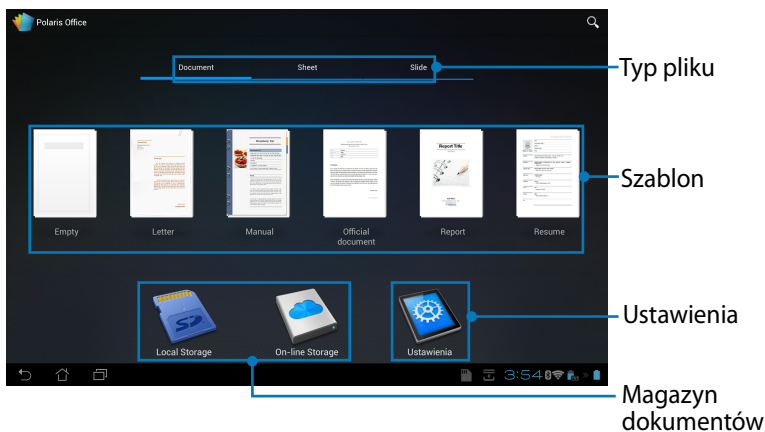 Polaris Office
Document Sheet Slide
Typ pliku
Szablon
Empty Letter Manual Official document Report Resume
Ustawienia
Local Storage On-line Storage Ustawienia
3:54
Magazyn
dokumentów
Report Title